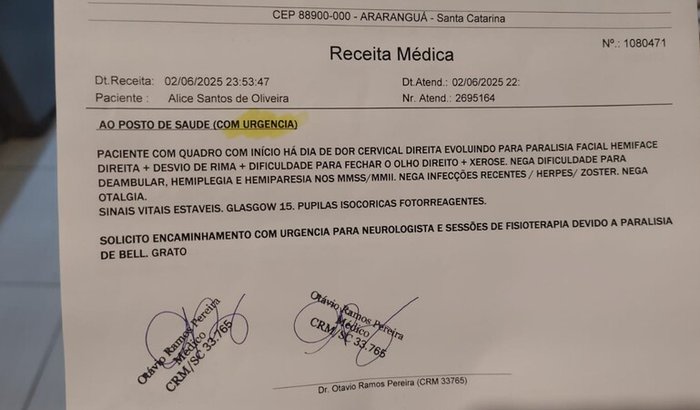 CEP 88900-000 - ARARANGUÁ - Santa Catarina
Receita Médica
Nº.: 1080471
Dt.Receita: 02/06/2025 23:53:47
Dt.Atend.: 02/06/2025 22:
Paciente : Alice Santos de Oliveira
Nr. Atend.: 2695164
AO POSTO DE SAUDE (COM URGENCIA)
PACIENTE COM QUADRO COM INÍCIO HÁ DIA DE DOR CERVICAL DIREITA EVOLUINDO PARA PARALISIA FACIAL HEMIFACE
DIREITA + DESVIO DE RIMA + DIFICULDADE PARA FECHAR O OLHO DIREITO + XEROSE. NEGA DIFICULDADE PARA
DEAMBULAR, HEMIPLEGIA E HEMIPARESIA NOS MMSS/MMII. NEGA INFECÇÕES RECENTES / HERPES/ ZOSTER. NEGA
OTALGIA.
SINAIS VITAIS ESTAVEIS. GLASGOW 15. PUPILAS ISOCORICAS FOTORREAGENTES.
SOLICITO ENCAMINHAMENTO COM URGENCIA PARA NEUROLOGISTA E SESSÕES DE FISIOTERAPIA DEVIDO A PARALISIA
DE BELL. GRATO
Otávio Ramos Pereira
Médico
CRM/SC 33.765
Otávio Ramos Pereira
Médico
CRM/SC 33.765
Dr. Otavio Ramos Pereira (CRM 33765)